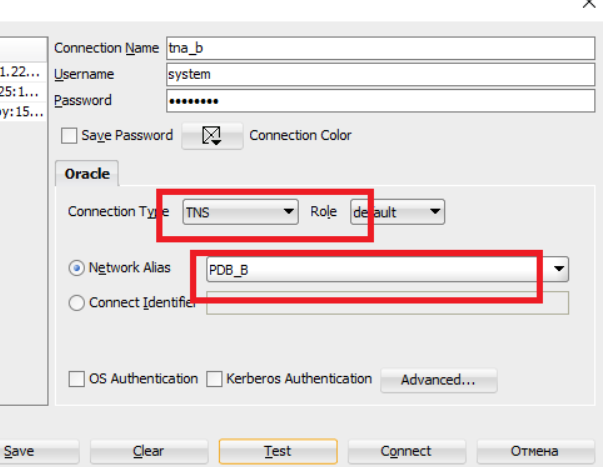 Connection Name tna_b
1.22... Username system
25:1... Password ••••••••
oy:15...
Save Password Connection Color
Oracle
Connection Type TNS Role default
Network Alias PDB_B
Connect Identifier
OS Authentication Kerberos Authentication Advanced...
Save Clear Test Connect Отмена